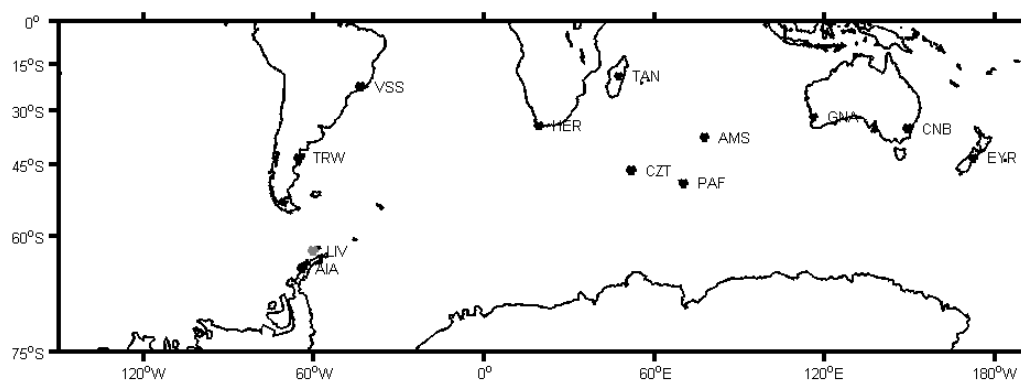 0°
15°S
TAN
VSS
30°S
GNA
HER
CNB
AMS
TRW
EYR
45°S
CZT
PAF
60°S
LIV
AIA
75°S
120°W 60°W 0° 60°E 120°E 180°W